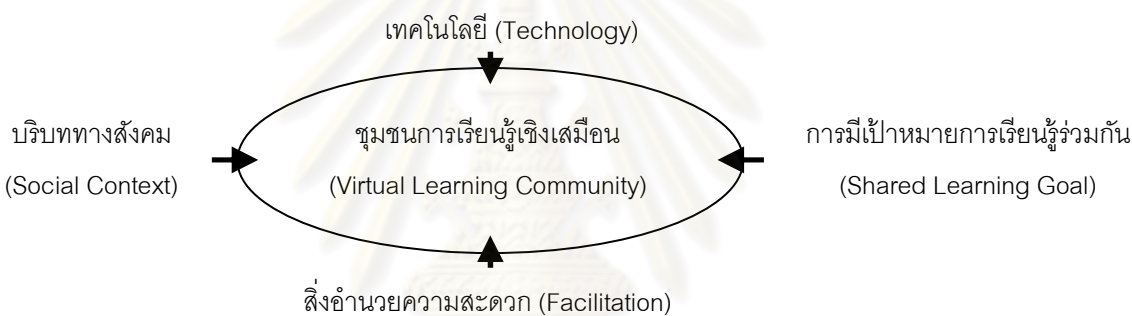 เทคโนโลยี (Technology)
บริบททางสังคม
(Social Context)
ชุมชนการเรียนรู้เชิงเสมือน
(Virtual Learning Community)
การมีเป้าหมายการเรียนรู้ร่วมกัน
(Shared Learning Goal)
สิ่งอำนวยความสะดวก (Facilitation)